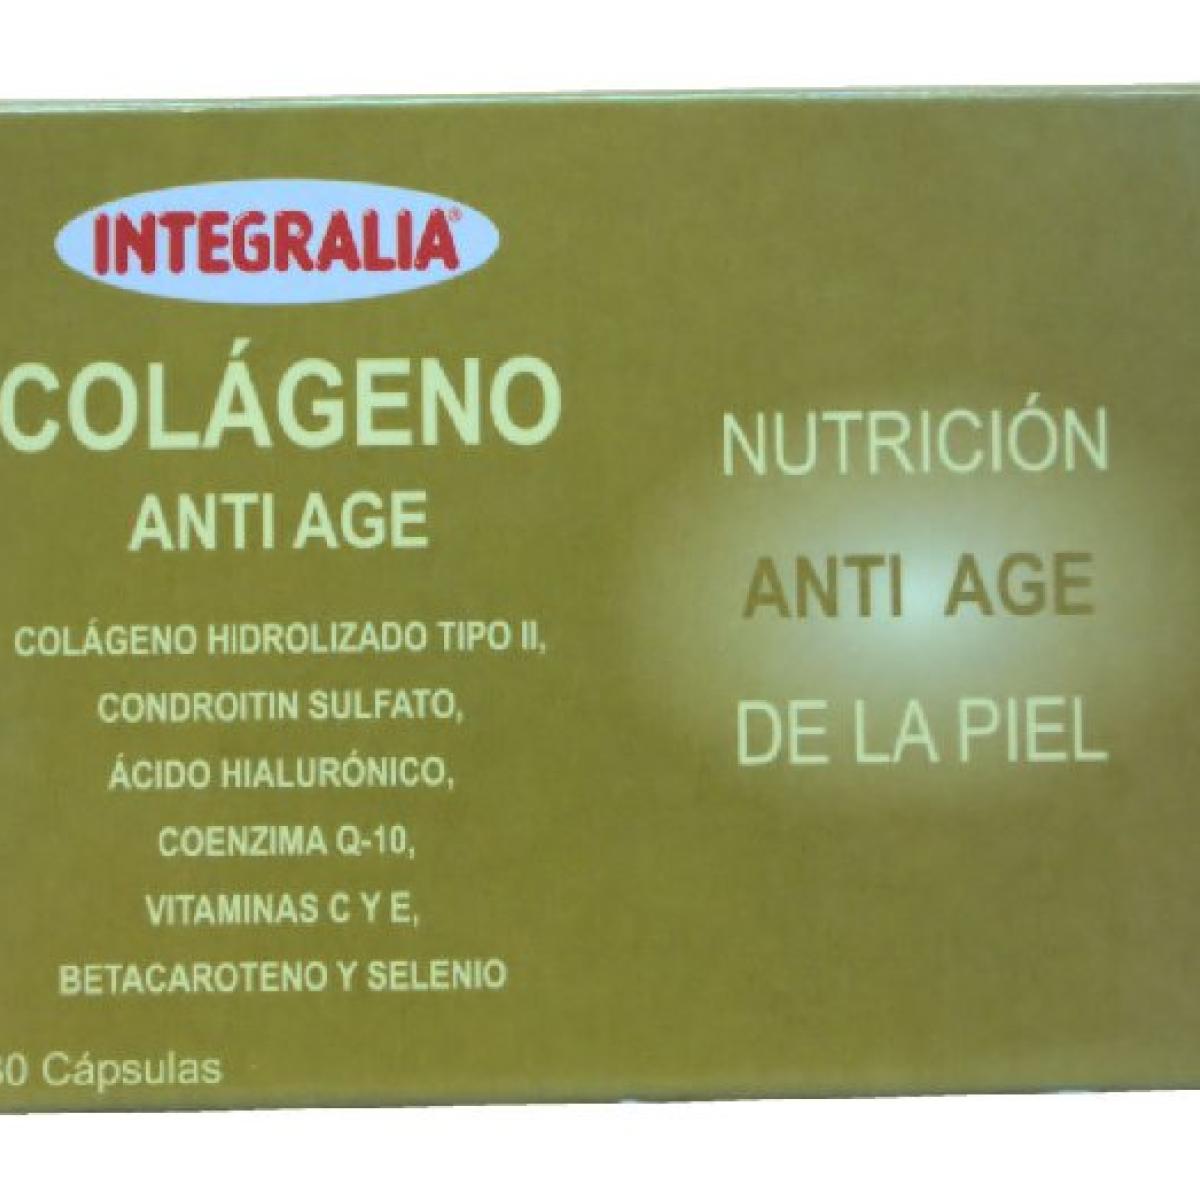 INTEGRALIA®
COLÁGENO
ANTI AGE
COLÁGENO HIDROLIZADO TIPO II,
CONDROITIN SULFATO,
ÁCIDO HIALURÓNICO,
COENZIMA Q-10,
VITAMINAS C Y E,
BETACAROTENO Y SELENIO
Cápsulas
NUTRICIÓN
ANTI AGE
DE LA PIEL